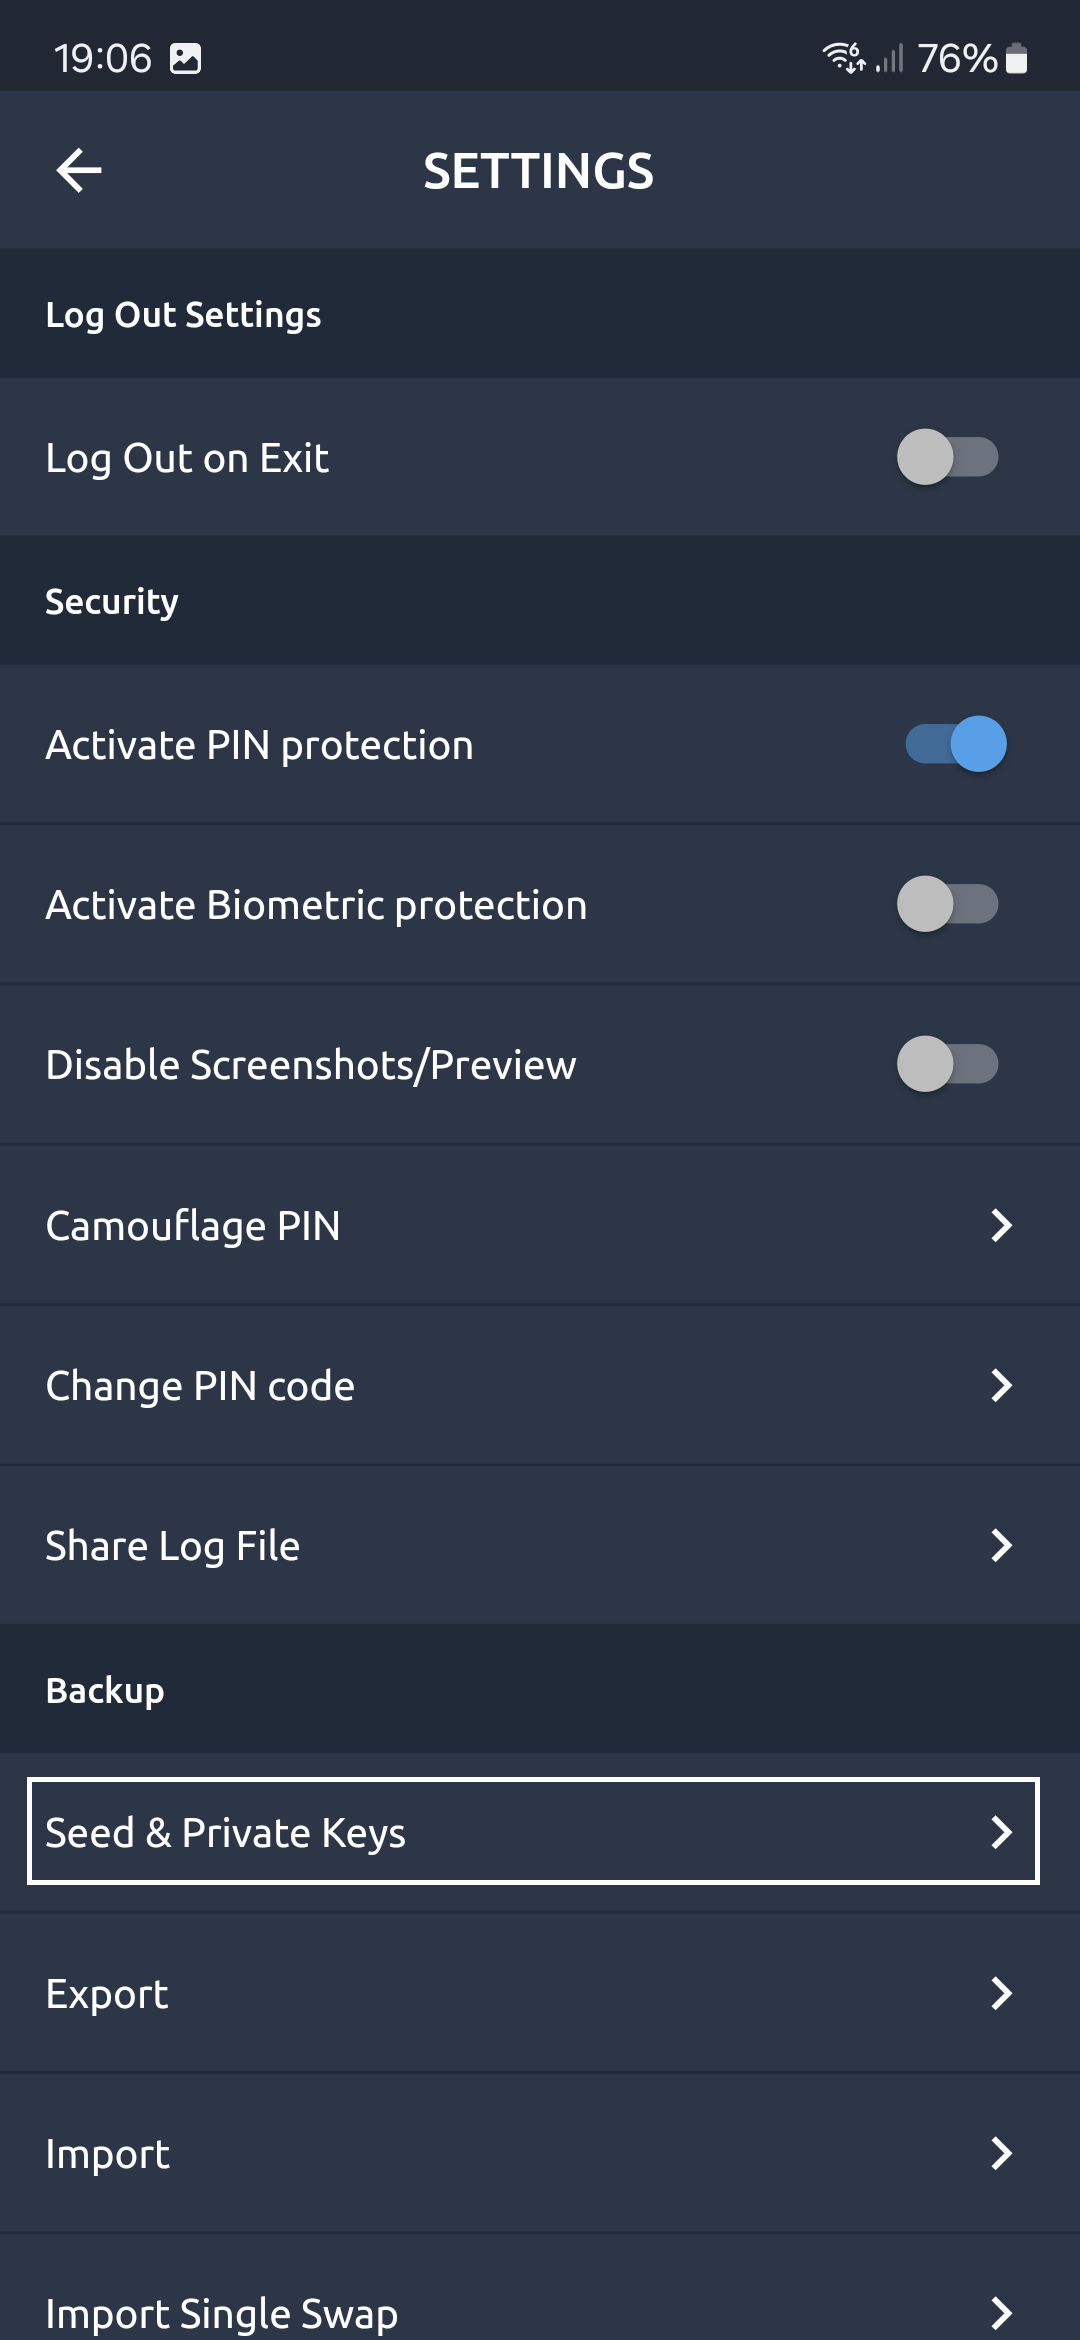 19:06 6 76%
SETTINGS
Log Out Settings
Log Out on Exit
Security
Activate PIN protection
Activate Biometric protection
Disable Screenshots/Preview
Camouflage PIN
Change PIN code
Share Log File
Backup
Seed & Private Keys
Export
Import
Import Single Swap